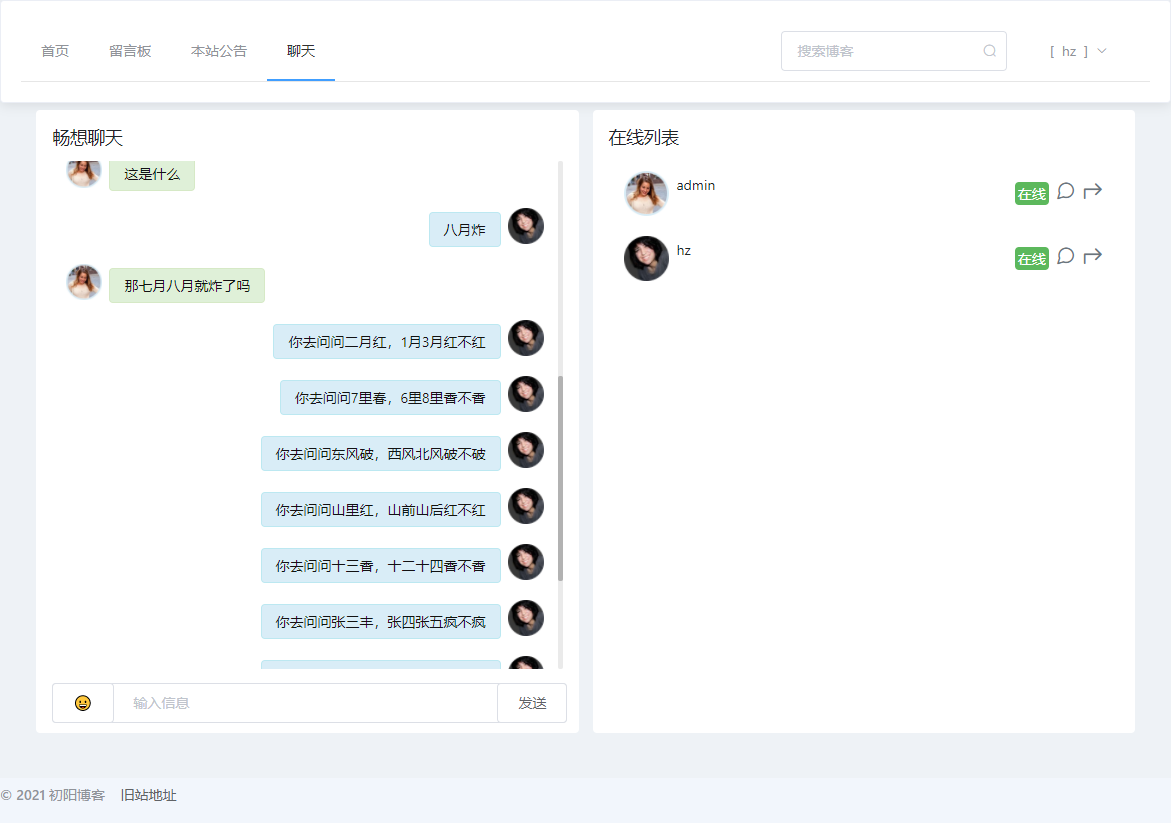 首页 留言板 本站公告 聊天 搜索博客 [ hz ]
畅想聊天
这是什么
八月炸
那七月八月就炸了吗
你去问问二月红，1月3月红不红
你去问问7里春，6里8里香不香
你去问问东风破，西风北风破不破
你去问问山里红，山前山后红不红
你去问问十三香，十二十四香不香
你去问问张三丰，张四张五疯不疯
输入信息 发送
在线列表
admin 在线
hz 在线
© 2021 初阳博客 旧站地址